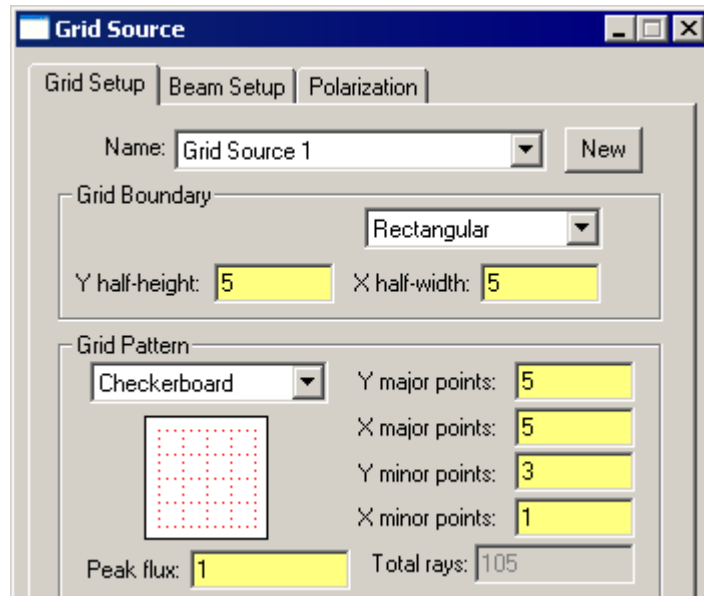 Grid Source
Grid Setup Beam Setup Polarization
Name: Grid Source 1 New
Grid Boundary
Rectangular
Y half-height: 5 X half-width: 5
Grid Pattern
Checkerboard Y major points: 5
X major points: 5
Y minor points: 3
X minor points: 1
Peak flux: 1 Total rays: 105